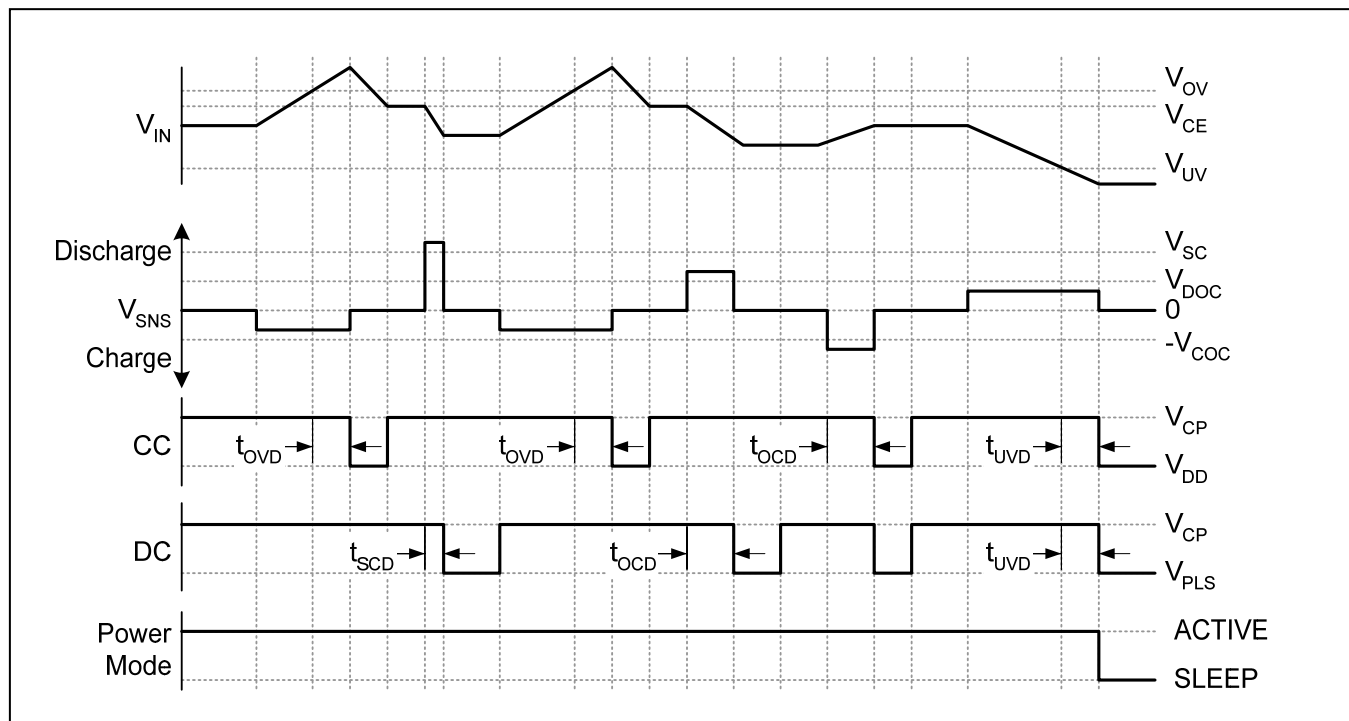 V_OV
V_IN
V_CE
V_UV
Discharge
V_SC
V_DOC
V_SNS
0
Charge
-V_COC
V_CP
CC
t_OVD
t_OVD
t_OCD
t_UVD
V_DD
V_CP
DC
t_SCD
t_OCD
t_UVD
V_PLS
Power
Mode
ACTIVE
SLEEP